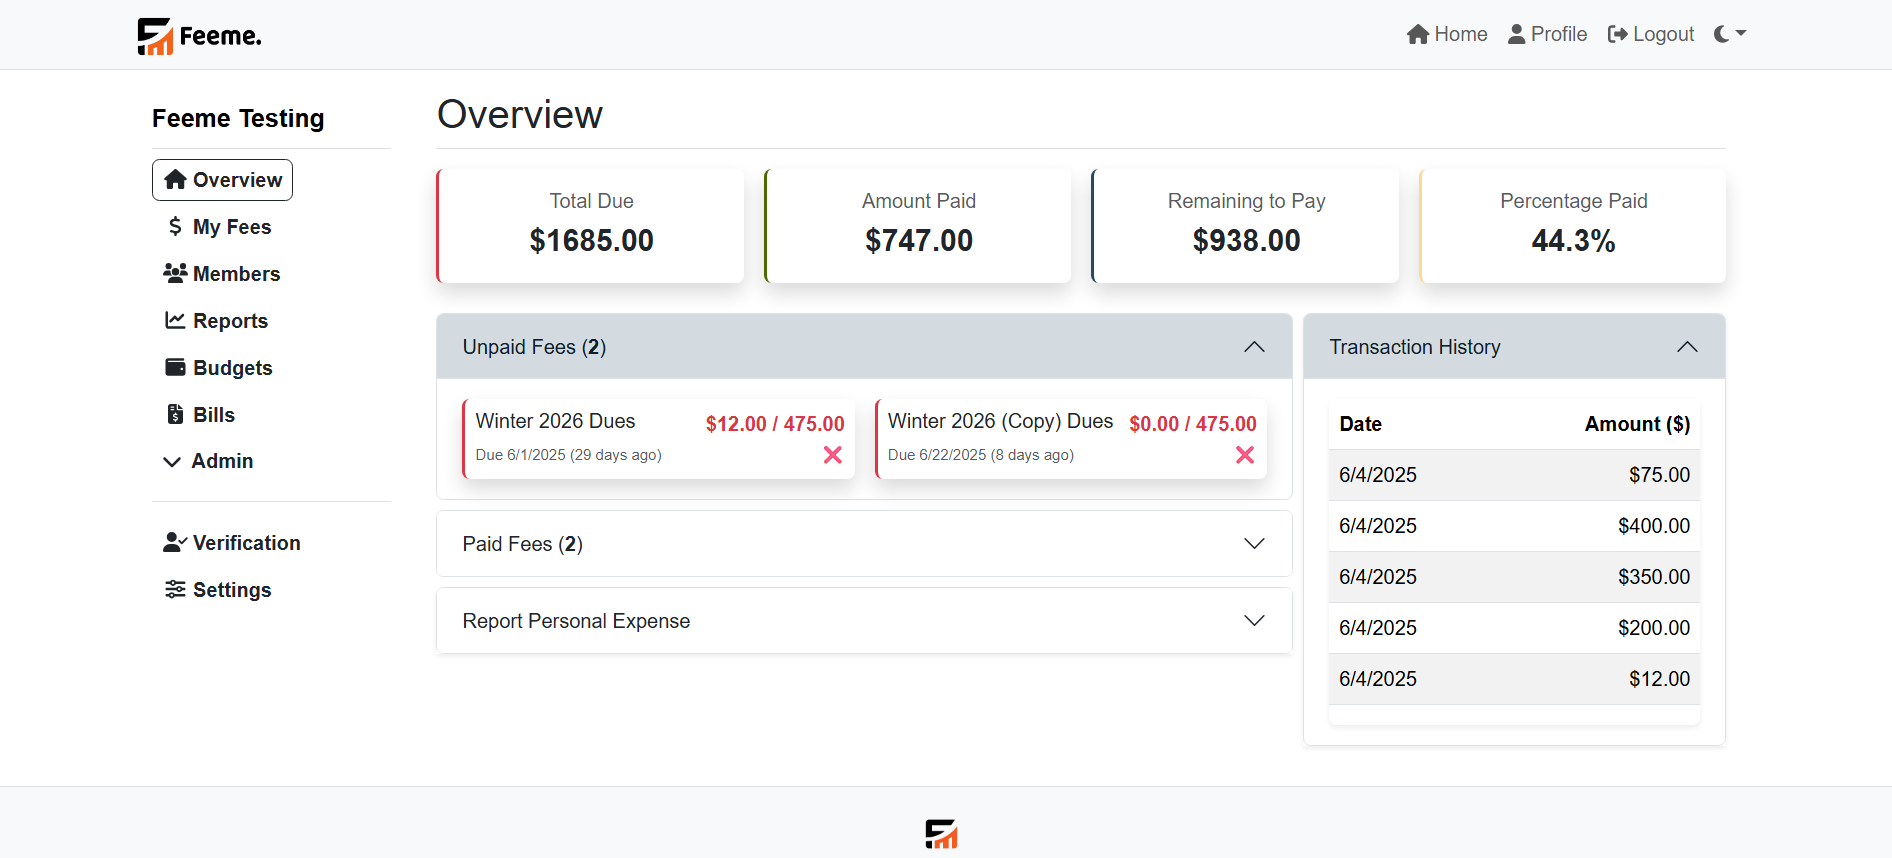 Feeme.
Home
Profile
Logout
Feeme Testing
Overview
My Fees
Members
Reports
Budgets
Bills
Admin
Verification
Settings
Overview
Total Due
$1685.00
Amount Paid
$747.00
Remaining to Pay
$938.00
Percentage Paid
44.3%
Unpaid Fees (2)
Winter 2026 Dues
$12.00 / 475.00
Due 6/1/2025 (29 days ago)
Winter 2026 (Copy) Dues
$0.00 / 475.00
Due 6/22/2025 (8 days ago)
Paid Fees (2)
Report Personal Expense
Transaction History
Date Amount ($)
6/4/2025 $75.00
6/4/2025 $400.00
6/4/2025 $350.00
6/4/2025 $200.00
6/4/2025 $12.00